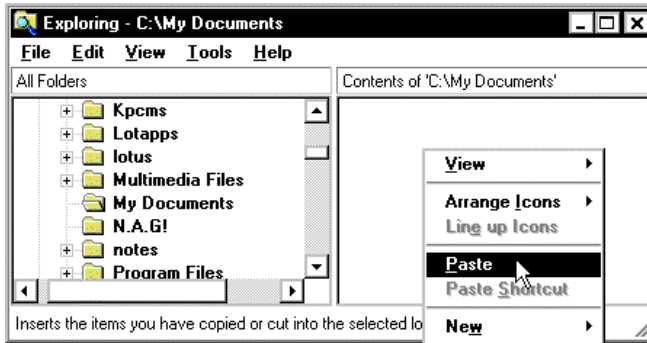 Exploring - C:\My Documents
File Edit View Tools Help
All Folders
Contents of 'C:\My Documents'
Kpcms
Lotapps
lotus
Multimedia Files
My Documents
N.A.G!
notes
Program Files
View
Arrange Icons
Line up Icons
Paste
Paste Shortcut
New
Inserts the items you have copied or cut into the selected lo